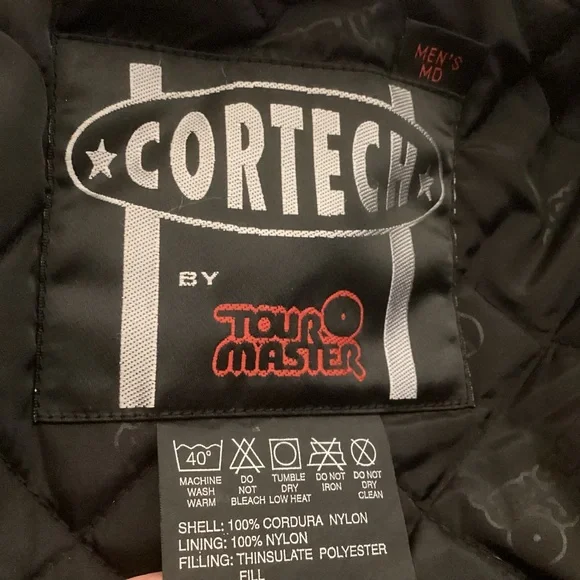 MEN'S
MD
CORTECH
BY
TOUR
MASTER
40°
MACHINE
WASH
WARM
DO
NOT
BLEACH
TUMBLE
DRY
LOW HEAT
DO NOT
IRON
DO NOT
DRY
CLEAN
SHELL: 100% CORDURA NYLON
LINING: 100% NYLON
FILLING: THINSULATE POLYESTER
FILL